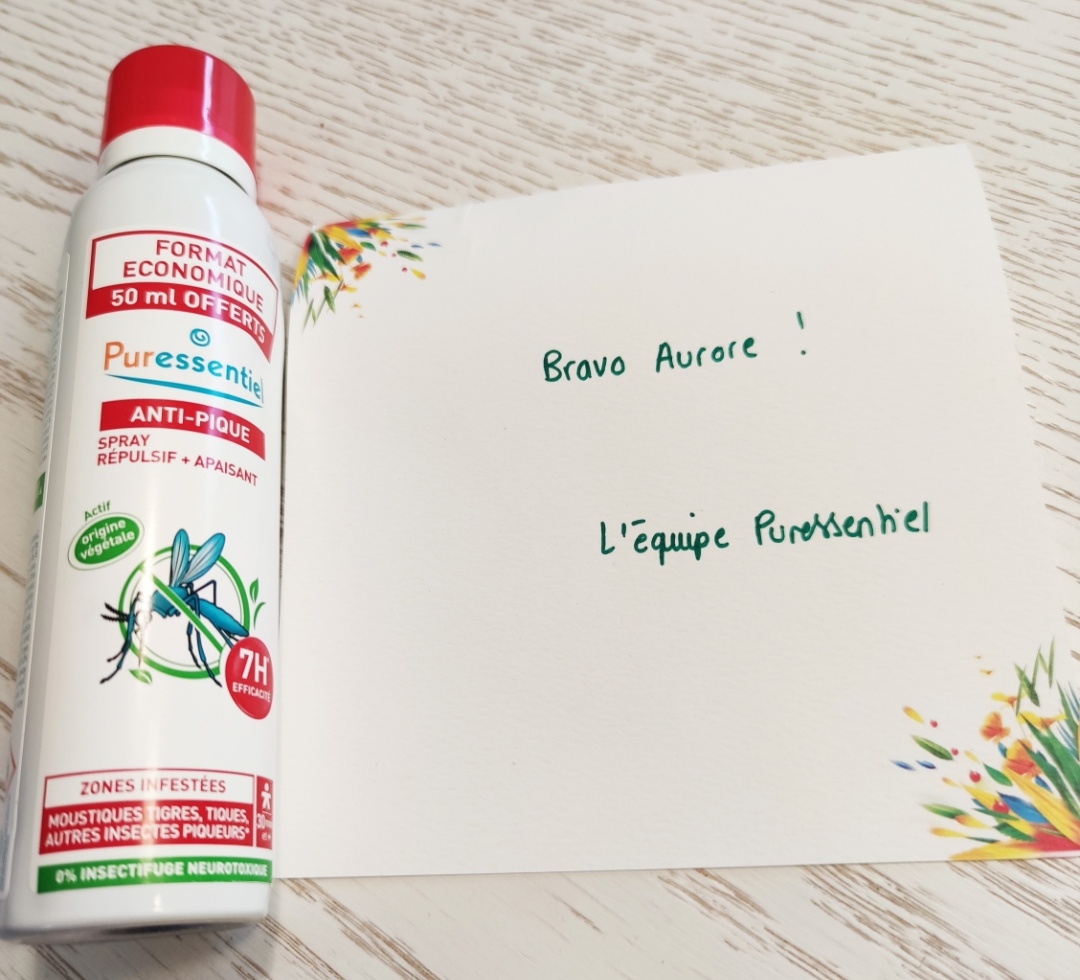 FORMAT
ECONOMIQUE
50 ml OFFERTS
Puressentiel
ANTI-PIQUE
SPRAY
RÉPULSIF + APAISANT
Actif
origine
végétale
7H
EFFICACITÉ
ZONES INFESTÉES
MOUSTIQUES TIGRES, TIQUES,
AUTRES INSECTES PIQUEURS*
30
0% INSECTIFUGE NEUROTOXIQUE
Bravo Aurore !
L'Équipe Puressentiel